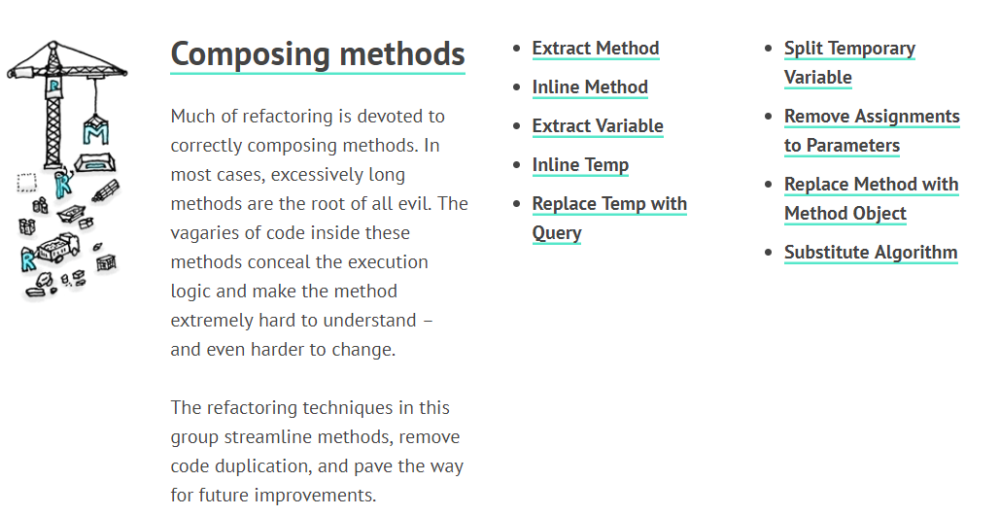 Composing methods
Much of refactoring is devoted to
correctly composing methods. In
most cases, excessively long
methods are the root of all evil. The
vagaries of code inside these
methods conceal the execution
logic and make the method
extremely hard to understand –
and even harder to change.
The refactoring techniques in this
group streamline methods, remove
code duplication, and pave the way
for future improvements.
Extract Method
Inline Method
Extract Variable
Inline Temp
Replace Temp with
Query
Split Temporary
Variable
Remove Assignments
to Parameters
Replace Method with
Method Object
Substitute Algorithm
R
M
R
R